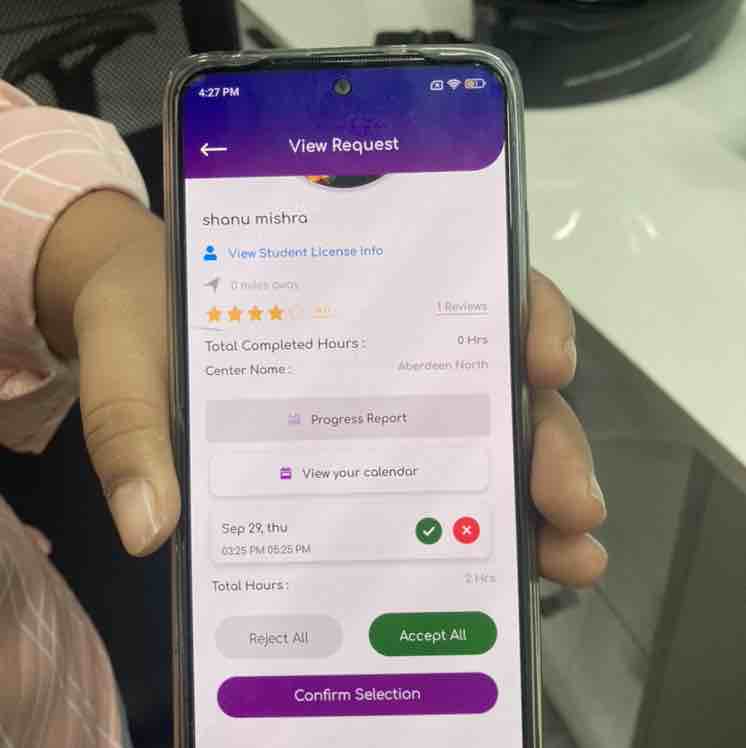 4:27 PM
View Request
shanu mishra
View Student License info
0 miles away
4.0 1 Reviews
Total Completed Hours : 0 Hrs
Center Name : Aberdeen North
Progress Report
View your calendar
Sep 29, thu
03:25 PM 05:25 PM
Total Hours : 2 Hrs
Reject All Accept All
Confirm Selection